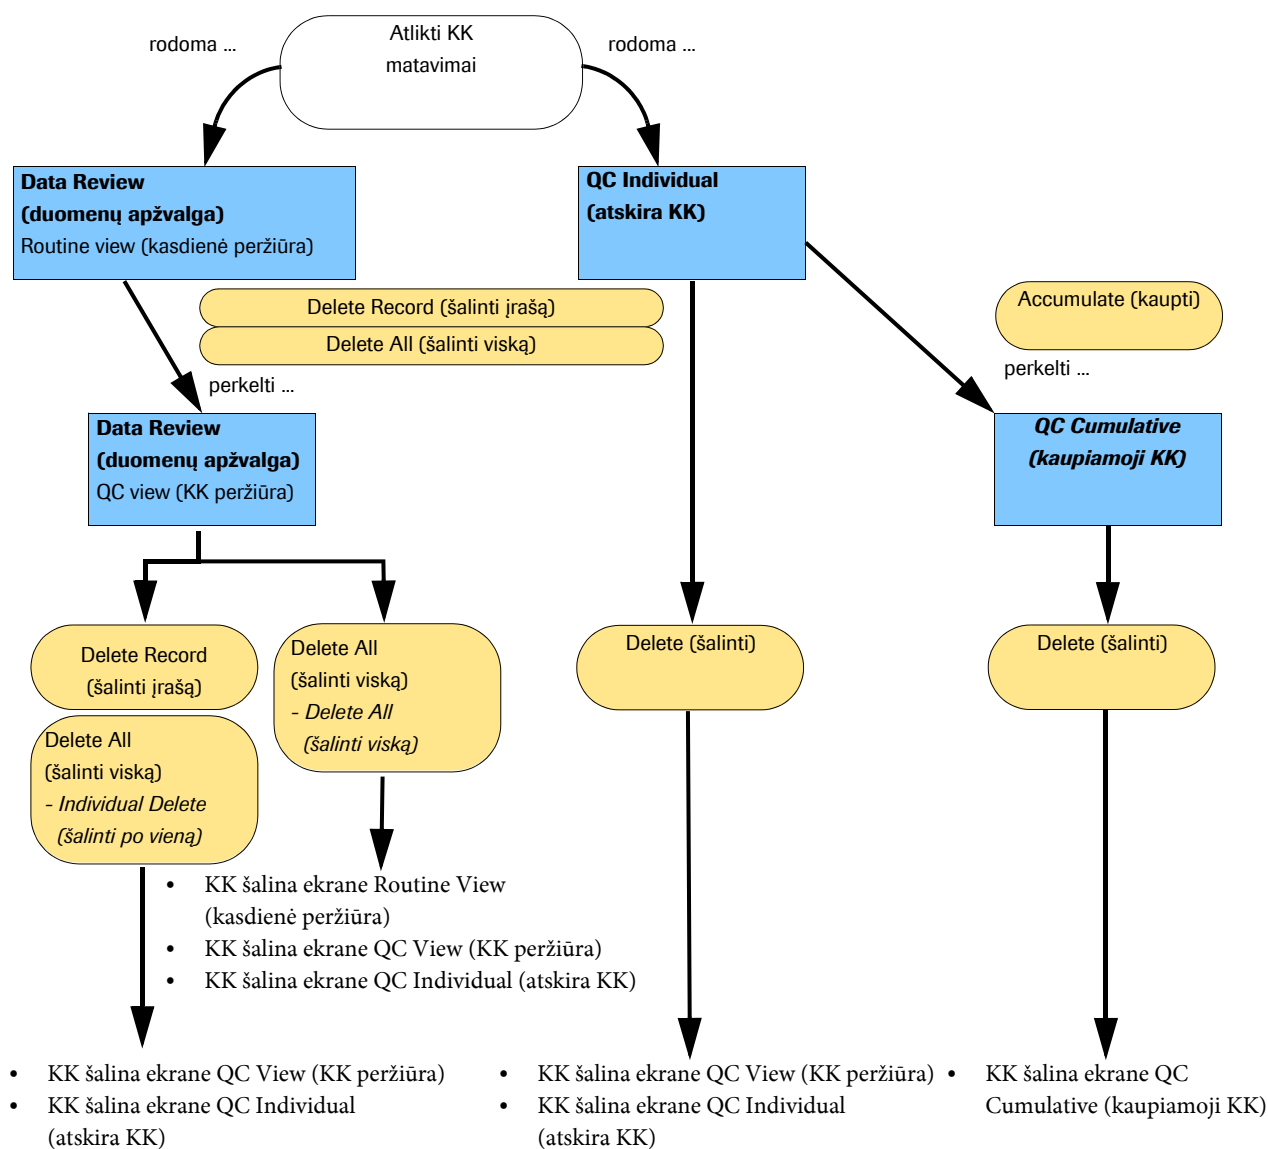 Atlikti KK
matavimai
rodoma ...
rodoma ...
Data Review
(duomenų apžvalga)
Routine view (kasdienė peržiūra)
QC Individual
(atskira KK)
Delete Record (šalinti įrašą)
Delete All (šalinti viską)
Accumulate (kaupti)
perkelti ...
perkelti ...
Data Review
(duomenų apžvalga)
QC view (KK peržiūra)
QC Cumulative
(kaupiamoji KK)
Delete Record
(šalinti įrašą)
Delete All
(šalinti viską)
- Delete All
(šalinti viską)
Delete (šalinti)
Delete (šalinti)
Delete All
(šalinti viską)
- Individual Delete
(šalinti po vieną)
• KK šalina ekrane Routine View
(kasdienė peržiūra)
• KK šalina ekrane QC View (KK peržiūra)
• KK šalina ekrane QC Individual (atskira KK)
• KK šalina ekrane QC View (KK peržiūra)
• KK šalina ekrane QC Individual
(atskira KK)
• KK šalina ekrane QC View (KK peržiūra)
• KK šalina ekrane QC Individual
(atskira KK)
• KK šalina ekrane QC
Cumulative (kaupiamoji KK)